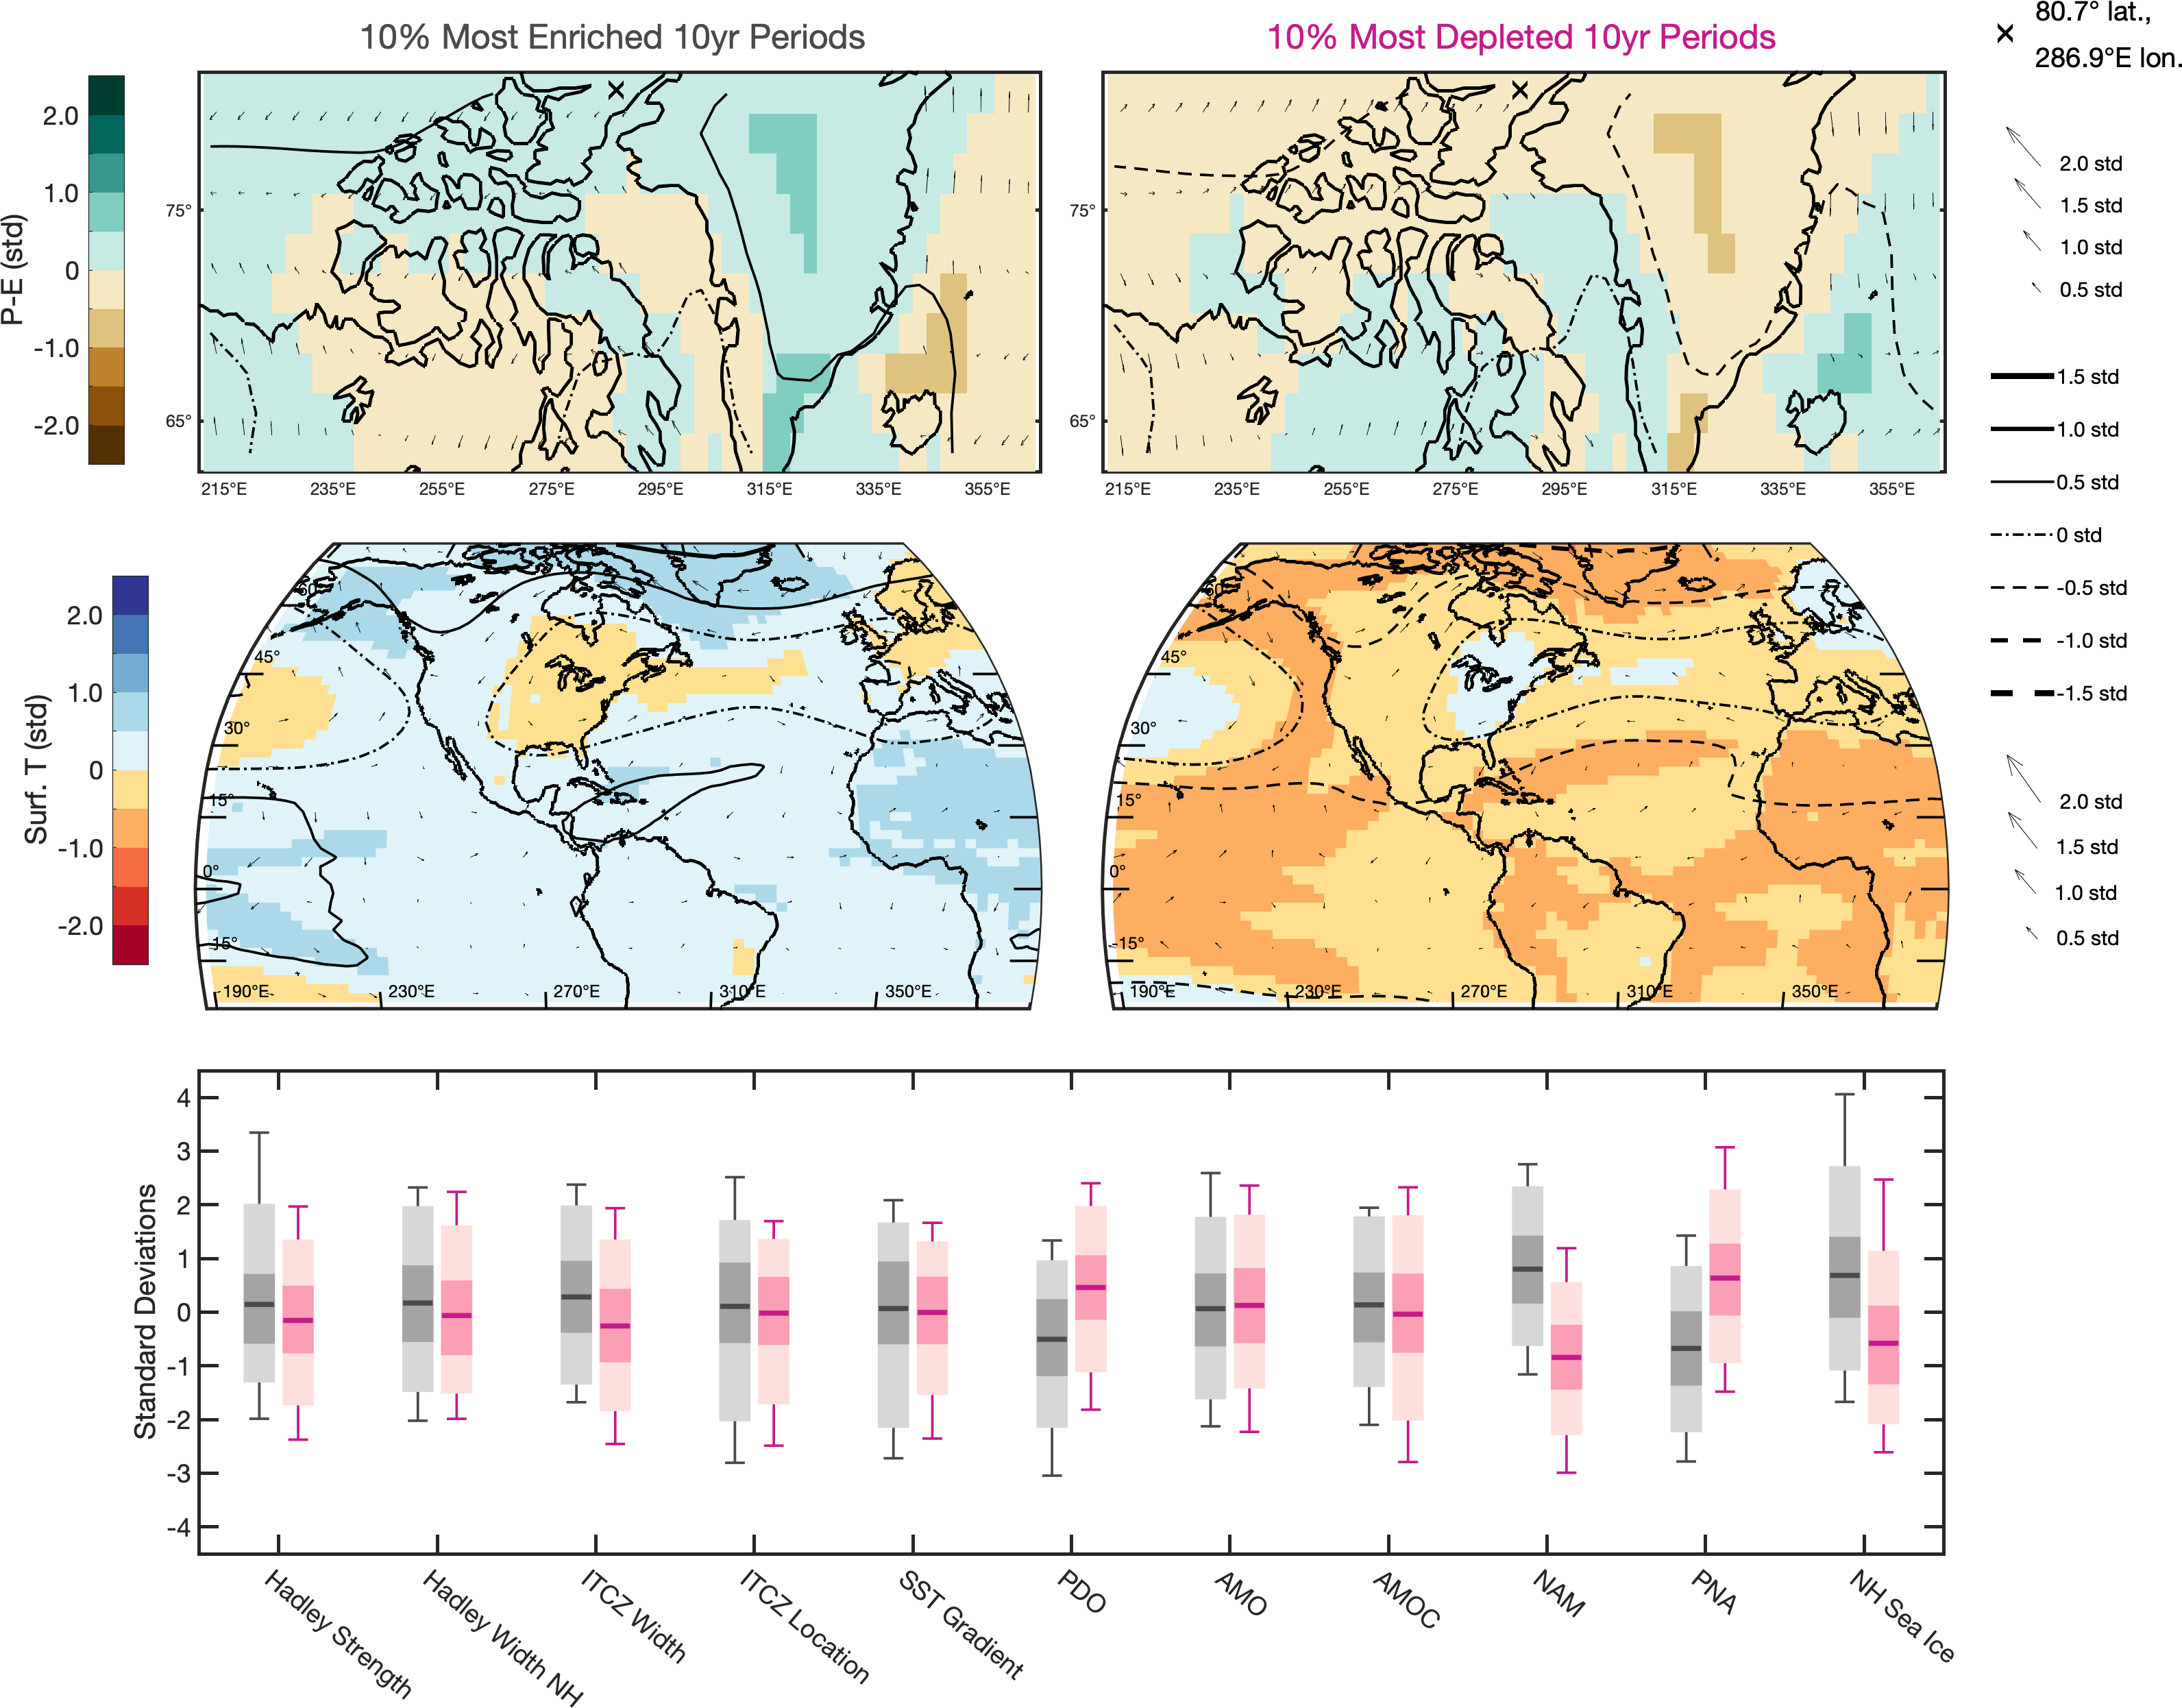 10% Most Enriched 10yr Periods
10% Most Depleted 10yr Periods
80.7° lat.,
286.9°E lon.
P-E (std)
2.0
1.0
0
-1.0
-2.0
75°
65°
215°E 235°E 255°E 275°E 295°E 315°E 335°E 355°E
75°
65°
215°E 235°E 255°E 275°E 295°E 315°E 335°E 355°E
2.0 std
1.5 std
1.0 std
0.5 std
1.5 std
1.0 std
0.5 std
0 std
-0.5 std
-1.0 std
-1.5 std
Surf. T (std)
2.0
1.0
0
-1.0
-2.0
60°
45°
30°
15°
0°
-15°
190°E 230°E 270°E 310°E 350°E
60°
45°
30°
15°
0°
-15°
190°E 230°E 270°E 310°E 350°E
2.0 std
1.5 std
1.0 std
0.5 std
Standard Deviations
4
3
2
1
0
-1
-2
-3
-4
Hadley Strength
Hadley Width NH
ITCZ Width
ITCZ Location
SST Gradient
PDO
AMO
AMOC
NAM
PNA
NH Sea Ice